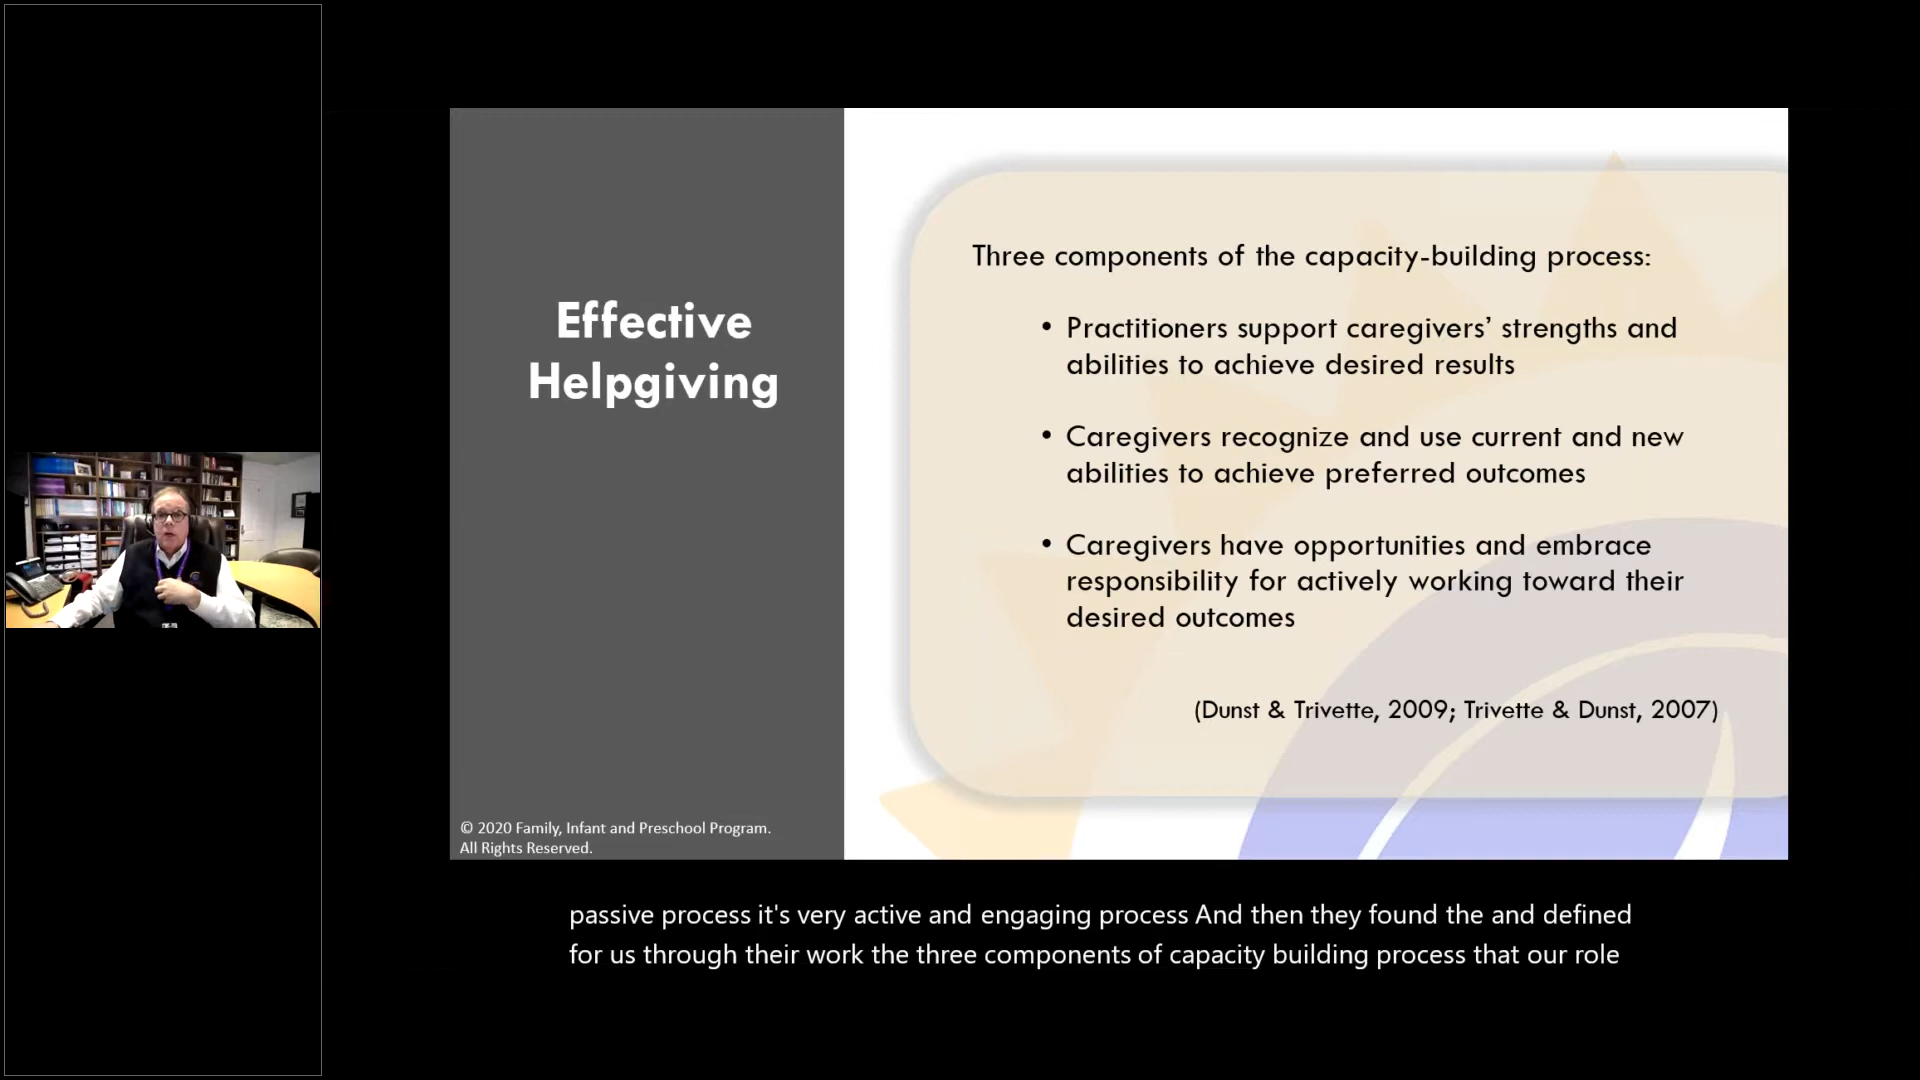 Effective
Helpgiving
© 2020 Family, Infant and Preschool Program.
All Rights Reserved.
Three components of the capacity-building process:
• Practitioners support caregivers’ strengths and
abilities to achieve desired results
• Caregivers recognize and use current and new
abilities to achieve preferred outcomes
• Caregivers have opportunities and embrace
responsibility for actively working toward their
desired outcomes
(Dunst & Trivette, 2009; Trivette & Dunst, 2007)
passive process it's very active and engaging process And then they found the and defined
for us through their work the three components of capacity building process that our role